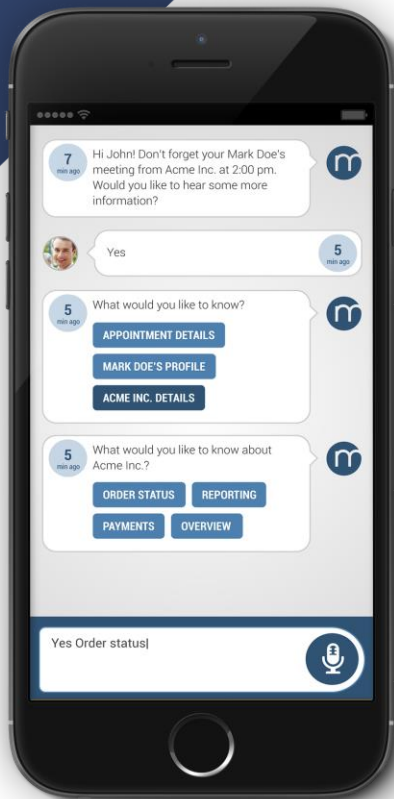 7
min ago
Hi John! Don't forget your Mark Doe's
meeting from Acme Inc. at 2:00 pm.
Would you like to hear some more
information?
m
Yes
5
min ago
5
min ago
What would you like to know?
m
APPOINTMENT DETAILS
MARK DOE'S PROFILE
ACME INC. DETAILS
5
min ago
What would you like to know about
Acme Inc.?
m
ORDER STATUS REPORTING
PAYMENTS OVERVIEW
Yes Order status